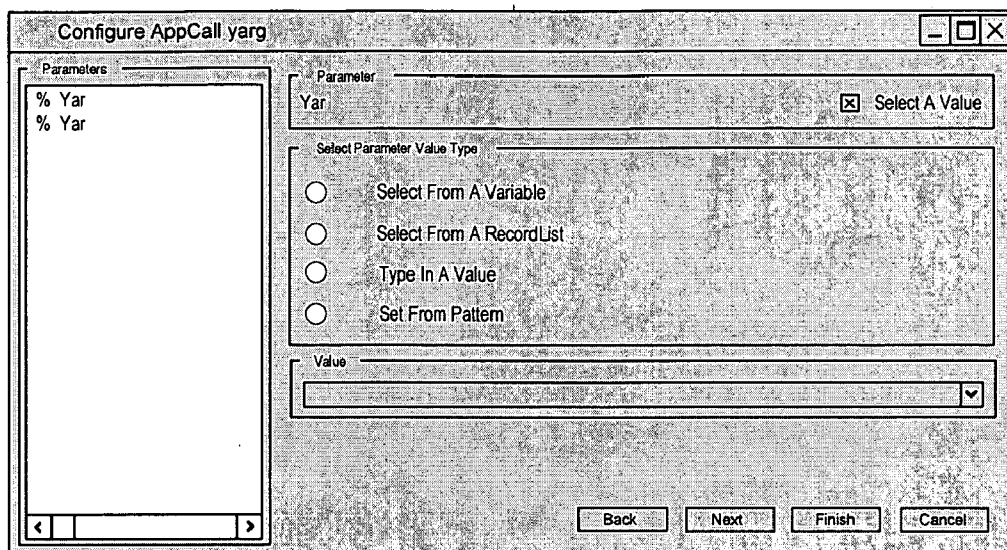 Configure AppCall yarg
Parameters
% Yar
% Yar
Parameter
Yar
Select A Value
Select Parameter Value Type
Select From A Variable
Select From A RecordList
Type In A Value
Set From Pattern
Value
Back
Next
Finish
Cancel